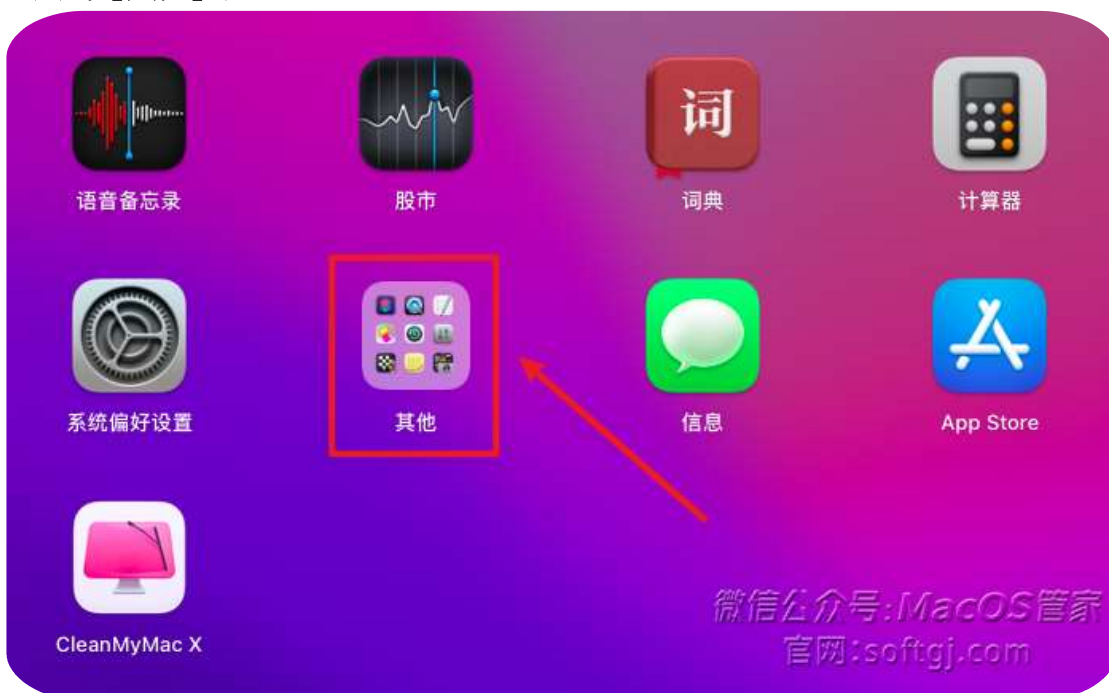 词
语音备忘录
股市
词典
计算器
系统偏好设置
其他
信息
App Store
CleanMyMac X
微信公众号:MacOS管家
官网:softgj.com